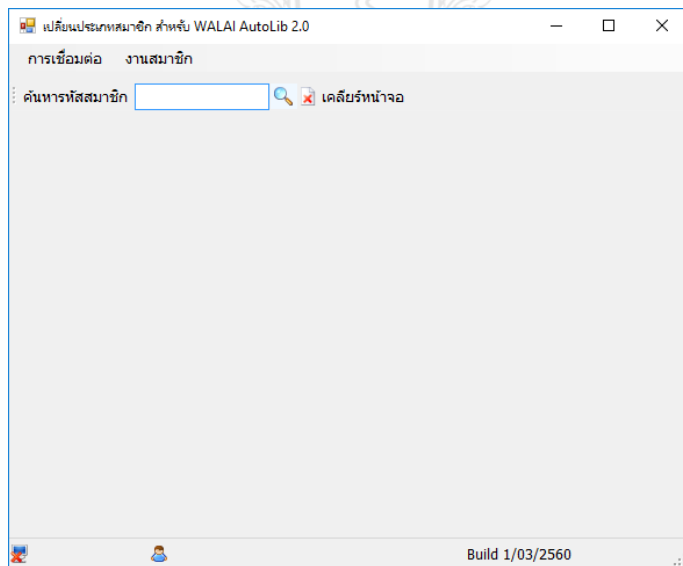 เปลี่ยนประเภทสมาชิก สำหรับ WALAI AutoLib 2.0
การเชื่อมต่อ งานสมาชิก
ค้นหารหัสสมาชิก เคลียร์หน้าจอ
Build 1/03/2560